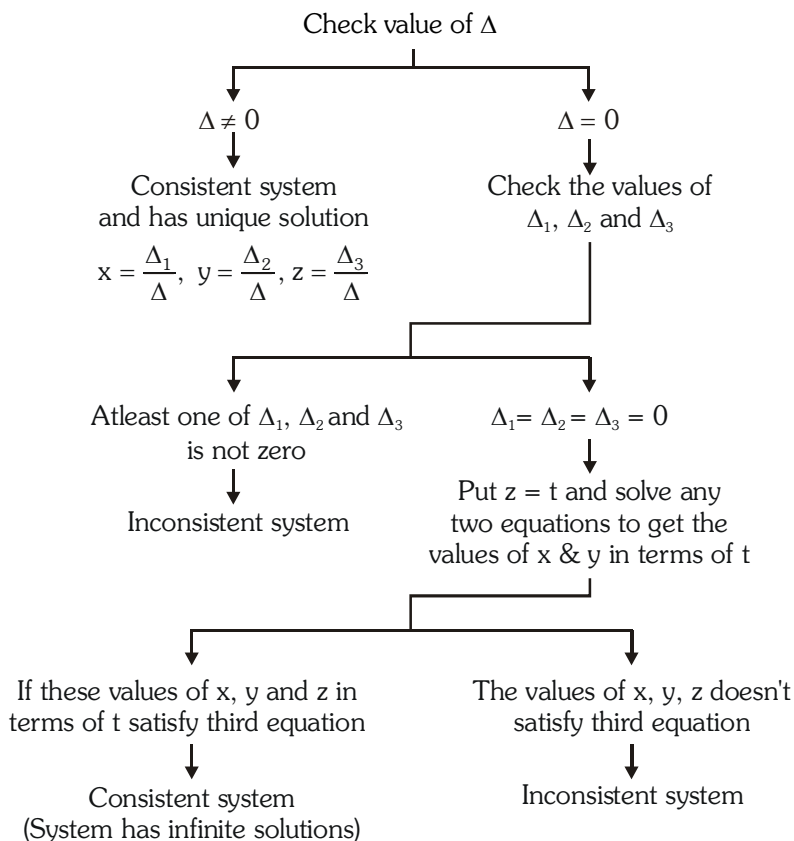 Check value of Δ
Δ ≠ 0
Δ = 0
Consistent system
and has unique solution
x = Δ₁/Δ, y = Δ₂/Δ, z = Δ₃/Δ
Check the values of
Δ₁, Δ₂ and Δ₃
Atleast one of Δ₁, Δ₂ and Δ₃
is not zero
Inconsistent system
Δ₁= Δ₂= Δ₃ = 0
Put z = t and solve any
two equations to get the
values of x & y in terms of t
If these values of x, y and z in
terms of t satisfy third equation
Consistent system
(System has infinite solutions)
The values of x, y, z doesn't
satisfy third equation
Inconsistent system